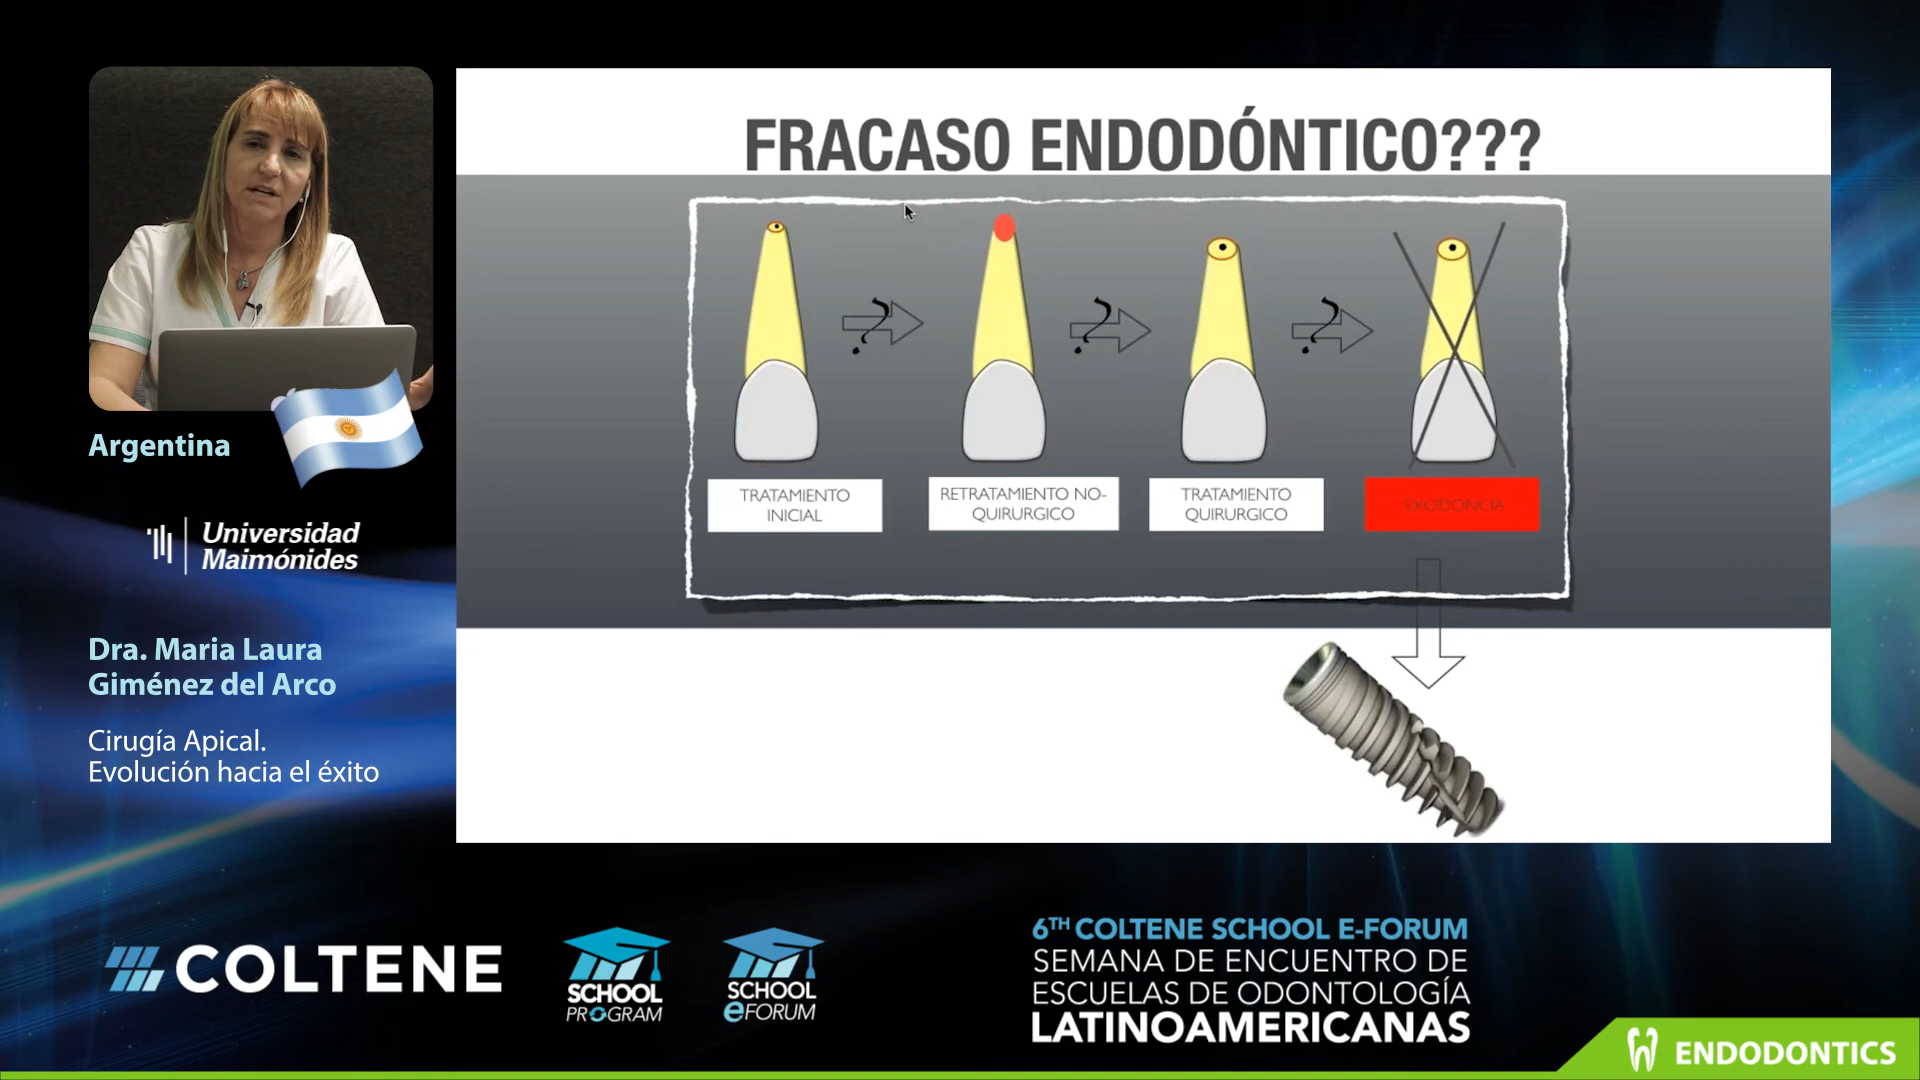 FRACASO ENDODÓNTICO???
?
?
?
TRATAMIENTO
INICIAL
RETRATAMIENTO NO-
QUIRURGICO
TRATAMIENTO
QUIRURGICO
EXODONCIA
Argentina
Universidad
Maimónides
Dra. Maria Laura
Giménez del Arco
Cirugía Apical.
Evolución hacia el éxito
COLTENE
SCHOOL
PROGRAM
SCHOOL
eFORUM
6TH COLTENE SCHOOL E-FORUM
SEMANA DE ENCUENTRO DE
ESCUELAS DE ODONTOLOGÍA
LATINOAMERICANAS
ENDODONTICS